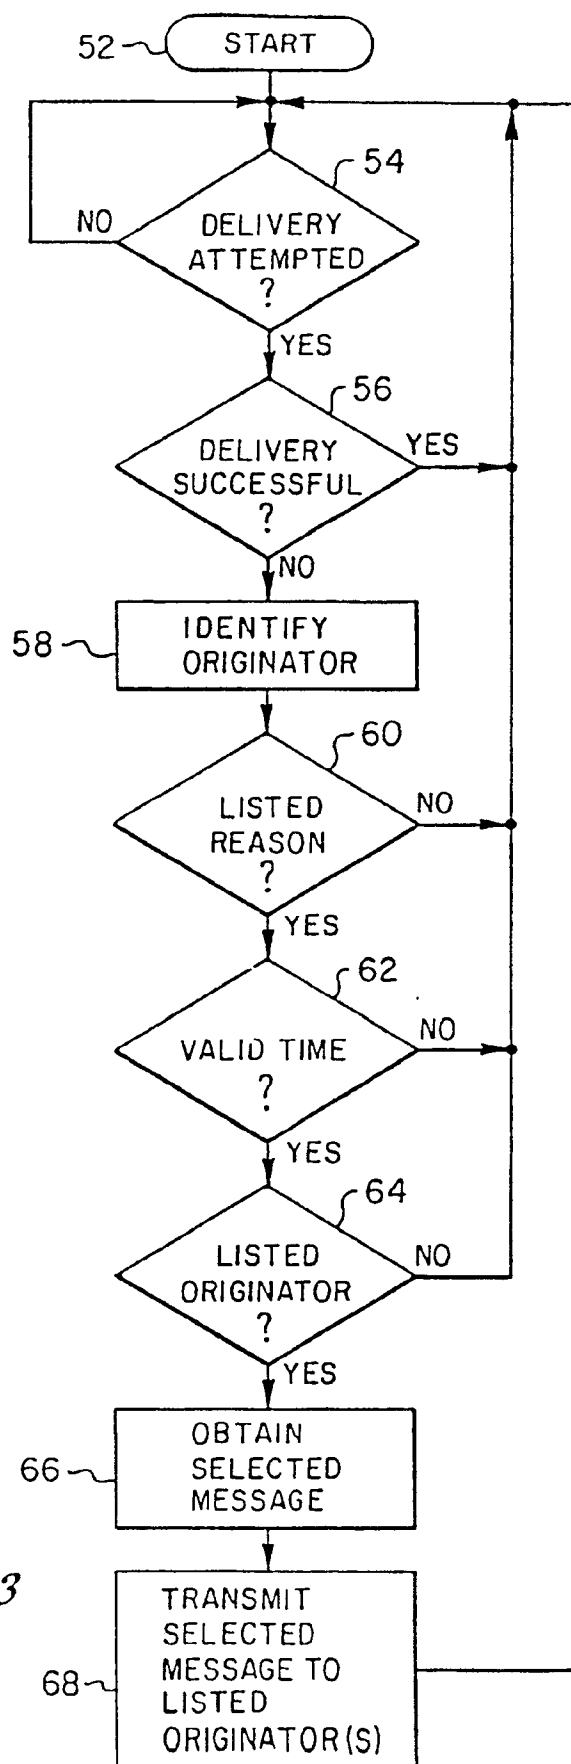 52
START
54
NO
DELIVERY
ATTEMPTED
?
YES
56
DELIVERY
SUCCESSFUL
?
YES
NO
58
IDENTIFY
ORIGINATOR
60
LISTED
REASON
?
NO
YES
62
VALID TIME
?
NO
YES
64
LISTED
ORIGINATOR
?
NO
YES
66
OBTAIN
SELECTED
MESSAGE
3
68
TRANSMIT
SELECTED
MESSAGE TO
LISTED
ORIGINATOR(S)